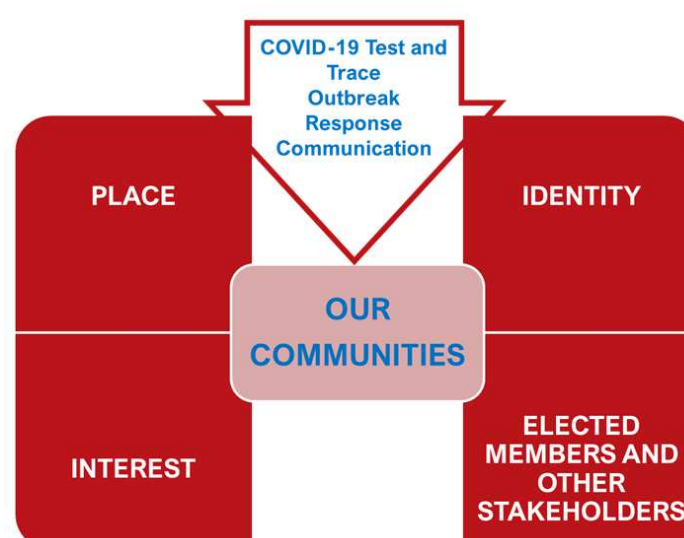 COVID-19 Test and
Trace
Outbreak
Response
Communication
PLACE
IDENTITY
OUR
COMMUNITIES
INTEREST
ELECTED
MEMBERS AND
OTHER
STAKEHOLDERS